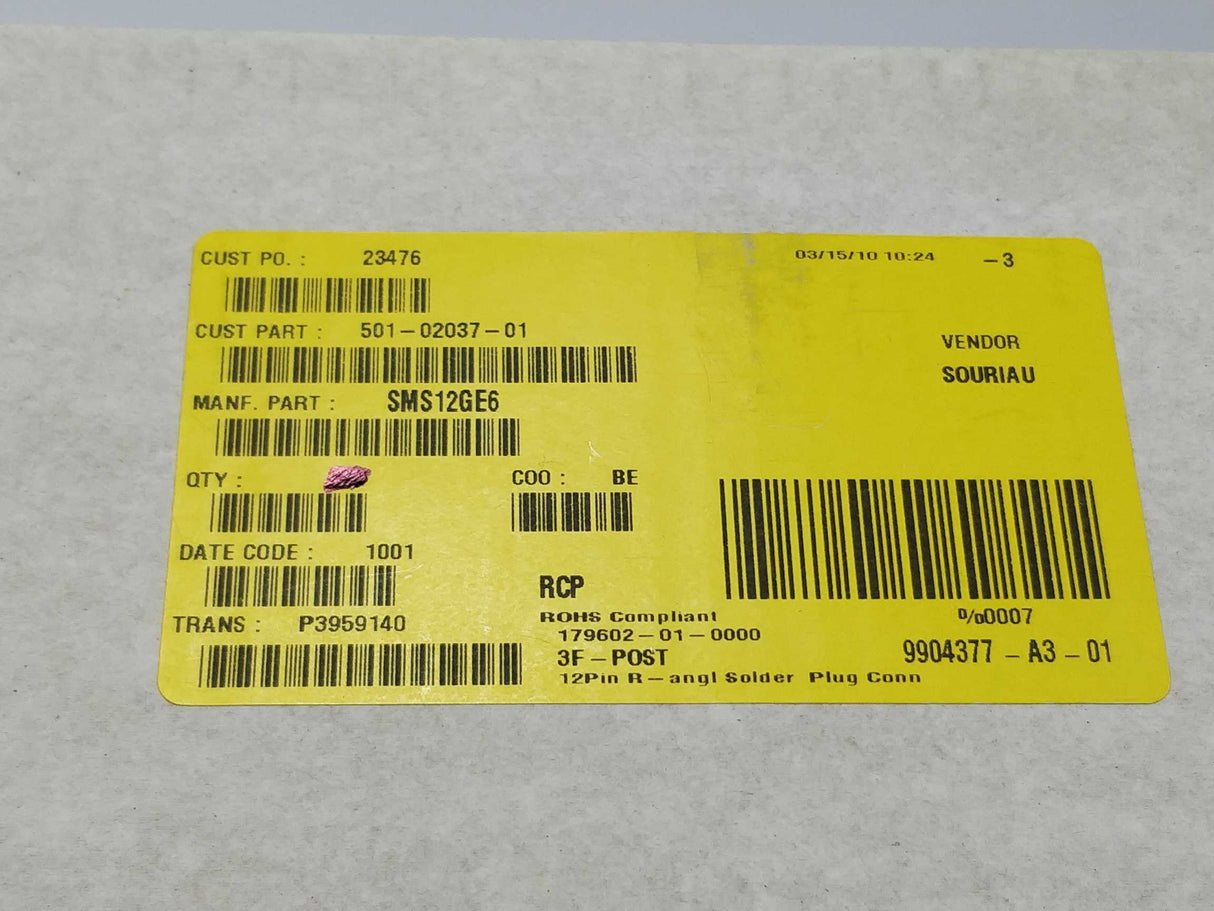 CUST PO. : 23476
03/15/10 10:24 -3
CUST PART : 501-02037-01
VENDOR
SOURIAU
MANF. PART : SMS12GE6
QTY :
COO : BE
DATE CODE : 1001
RCP
ROHS Compliant
%0007
TRANS : P3959140
179602-01-0000
3F-POST
9904377 - A3 - 01
12Pin R-angl Solder Plug Conn